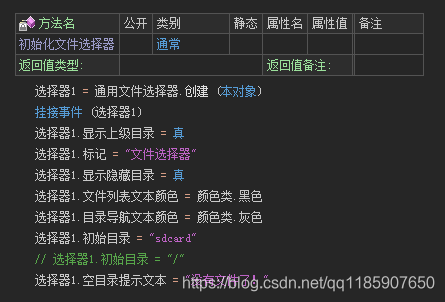 方法名 公开 类别 静态 属性名 属性值 备注
初始化文件选择器 通常
返回值类型: 返回值备注:
选择器1 = 通用文件选择器.创建 (本对象)
挂接事件 (选择器1)
选择器1.显示上级目录 = 真
选择器1.标记 = "文件选择器"
选择器1.显示隐藏目录 = 真
选择器1.文件列表文本颜色 = 颜色类.黑色
选择器1.目录导航文本颜色 = 颜色类.灰色
选择器1.初始目录 = "sdcard"
// 选择器1.初始目录 = "/"
选择器1.空目录提示文本 = "没有文件了!"
https://blog.csdn.net/qq1185907650